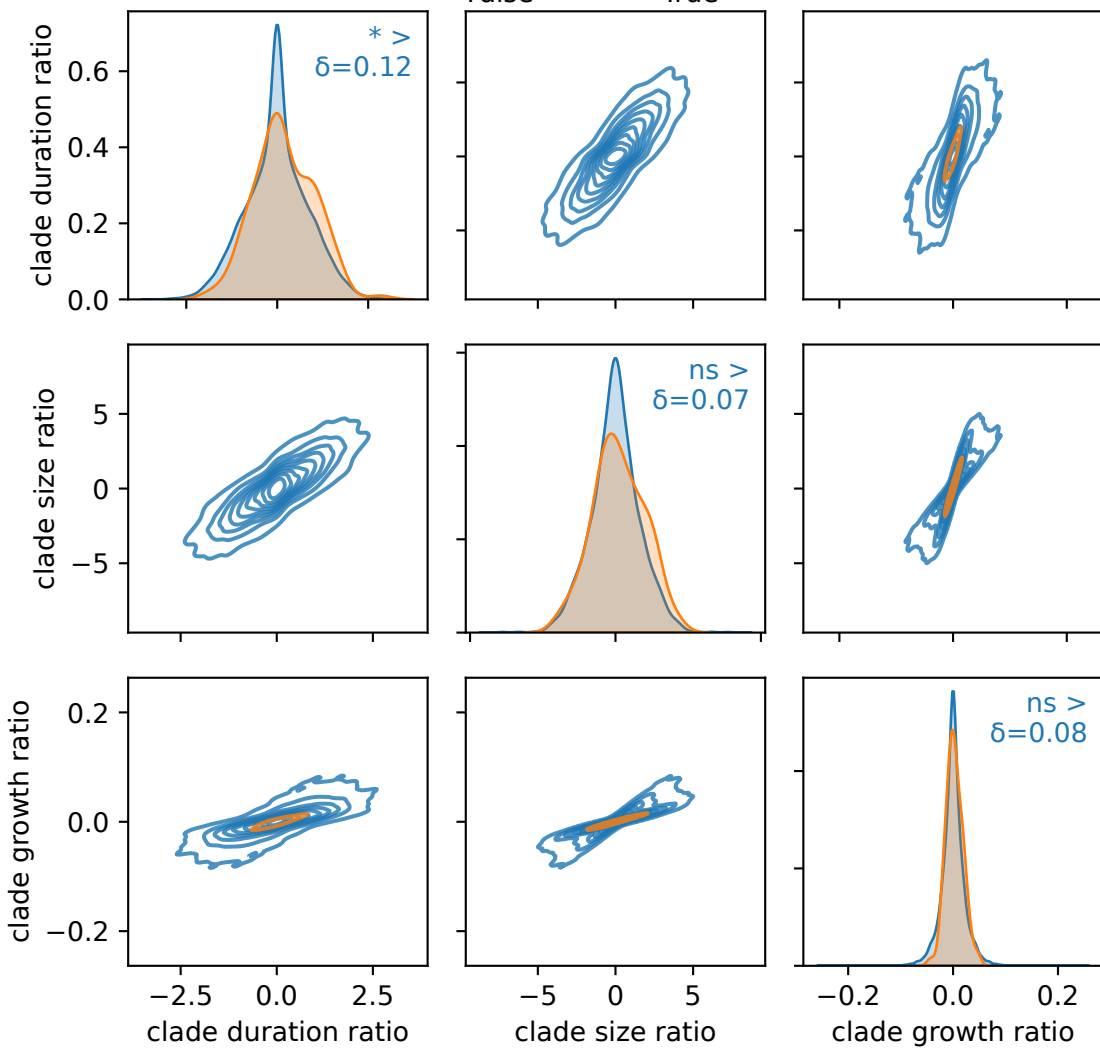 True
clade duration ratio
0.6
0.4
0.2
0.0
* >
δ=0.12
clade size ratio
5
0
−5
ns >
δ=0.07
clade growth ratio
0.2
0.0
−0.2
ns >
δ=0.08
−2.5 0.0 2.5
−5 0 5
−0.2 0.0 0.2
clade duration ratio
clade size ratio
clade growth ratio